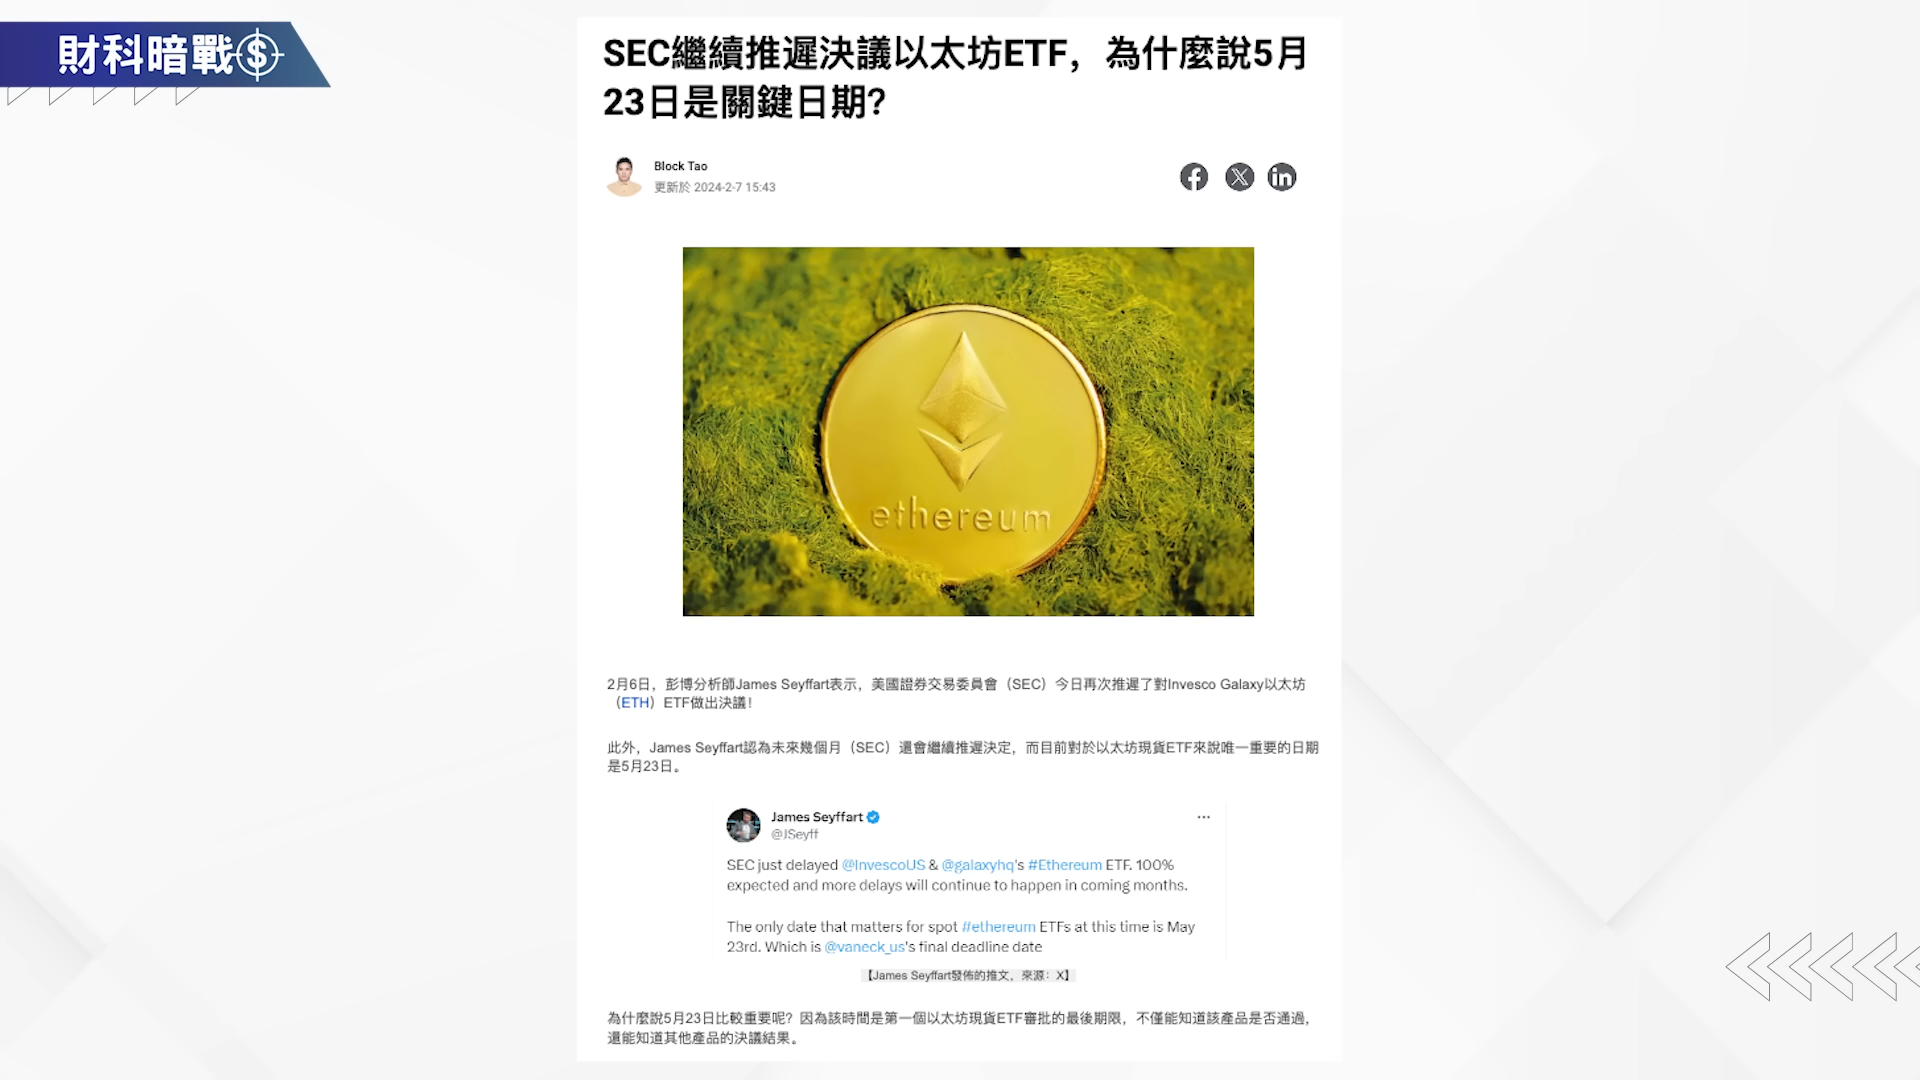 財科暗戰
SEC繼續推遲決議以太坊ETF，為什麼說5月
23日是關鍵日期?
Block Tao
更新於 2024-2-7 15:43
ethereum
2月6日，彭博分析師James Seyffart表示，美國證券交易委員會（SEC）今日再次推遲了對Invesco Galaxy以太坊
（ETH）ETF做出決議！
此外，James Seyffart認為未來幾個月（SEC）還會繼續推遲決定，而目前對於以太坊現貨ETF來說唯一重要的日期
是5月23日。
James Seyffart
@JSeyff
SEC just delayed @InvescoUS & @galaxyhq's #Ethereum ETF. 100%
expected and more delays will continue to happen in coming months.
The only date that matters for spot #ethereum ETFs at this time is May
23rd. Which is @vaneck_us's final deadline date
【James Seyffart發佈的推文，來源：X】
為什麼說5月23日比較重要呢？因為該時間是第一個以太坊現貨ETF審批的最後期限，不僅能知道該產品是否通過，
還能知道其他產品的決議結果。